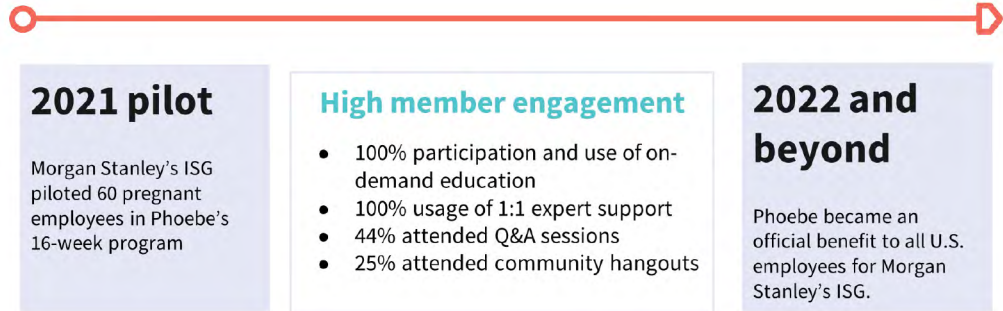 2021 pilot
Morgan Stanley’s ISG
piloted 60 pregnant
employees in Phoebe’s
16-week program
High member engagement
● 100% participation and use of on-
demand education
● 100% usage of 1:1 expert support
● 44% attended Q&A sessions
● 25% attended community hangouts
2022 and
beyond
Phoebe became an
official benefit to all U.S.
employees for Morgan
Stanley’s ISG.